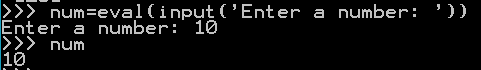 >>> num=eval(input('Enter a number: '))
Enter a number: 10
>>> num
10